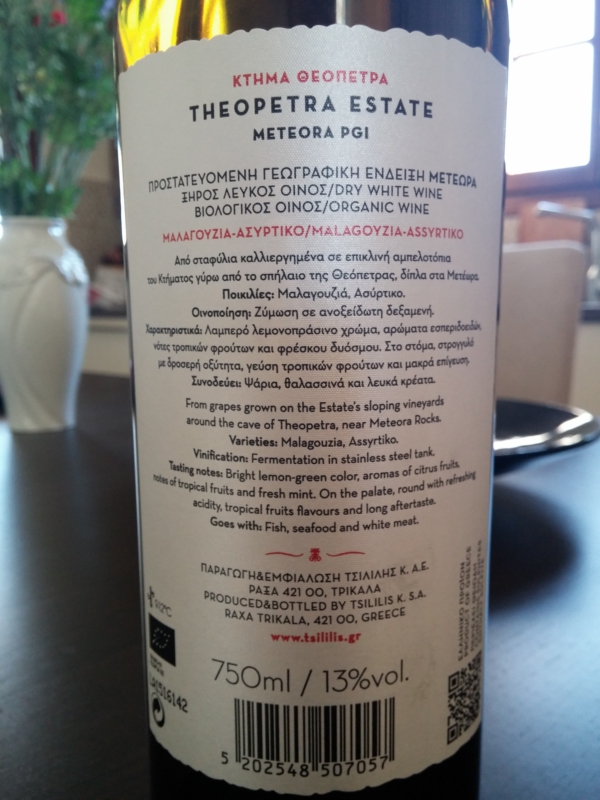 ΚΤΗΜΑ ΘΕΟΠΕΤΡΑ
THEOPETRA ESTATE
METEORA PGI
ΠΡΟΣΤΑΤΕΥΟΜΕΝΗ ΓΕΩΓΡΑΦΙΚΗ ΕΝΔΕΙΞΗ ΜΕΤΕΩΡΑ
ΞΗΡΟΣ ΛΕΥΚΟΣ ΟΙΝΟΣ/DRY WHITE WINE
ΒΙΟΛΟΓΙΚΟΣ ΟΙΝΟΣ/ORGANIC WINE
ΜΑΛΑΓΟΥΖΙΑ-ΑΣΥΡΤΙΚΟ/MALAGOUZIA-ASSYRTIKO
Από σταφύλια καλλιεργημένα σε επικλινή αμπελοτόπια
του Κτήματος γύρω από το σπήλαιο της Θεόπετρας, δίπλα στα Μετέωρα.
Ποικιλίες: Μαλαγουζιά, Ασύρτικο.
Οινοποίηση: Ζύμωση σε ανοξείδωτη δεξαμενή.
Χαρακτηριστικά: Λαμπερό λεμονοπράσινο χρώμα, αρώματα εσπεριδοειδών,
νότες τροπικών φρούτων και φρέσκου δυόσμου. Στο στόμα, στρογγυλό
με δροσερή οξύτητα, γεύση τροπικών φρούτων και μακρά επίγευση.
Συνοδεύει: Ψάρια, θαλασσινά και λευκά κρέατα.
From grapes grown on the Estate's sloping vineyards
around the cave of Theopetra, near Meteora Rocks.
Varieties: Malagouzia, Assyrtiko.
Vinification: Fermentation in stainless steel tank.
Tasting notes: Bright lemon-green color, aromas of citrus fruits,
notes of tropical fruits and fresh mint. On the palate, round with refreshing
acidity, tropical fruits flavours and long aftertaste.
Goes with: Fish, seafood and white meat.
ΠΑΡΑΓΩΓΗ&ΕΜΦΙΑΛΩΣΗ ΤΣΙΛΙΛΗΣ Κ. Α.Ε.
ΡΑΞΑ 421 00, ΤΡΙΚΑΛΑ
PRODUCED&BOTTLED BY TSILILIS K. S.A.
RAXA TRIKALA, 421 00, GREECE
www.tsililis.gr
750ml / 13%vol.
5 202548 507057
ΕΛΛΗΝΙΚΟ ΠΡΟΪΟΝ
PRODUCT OF GREECE